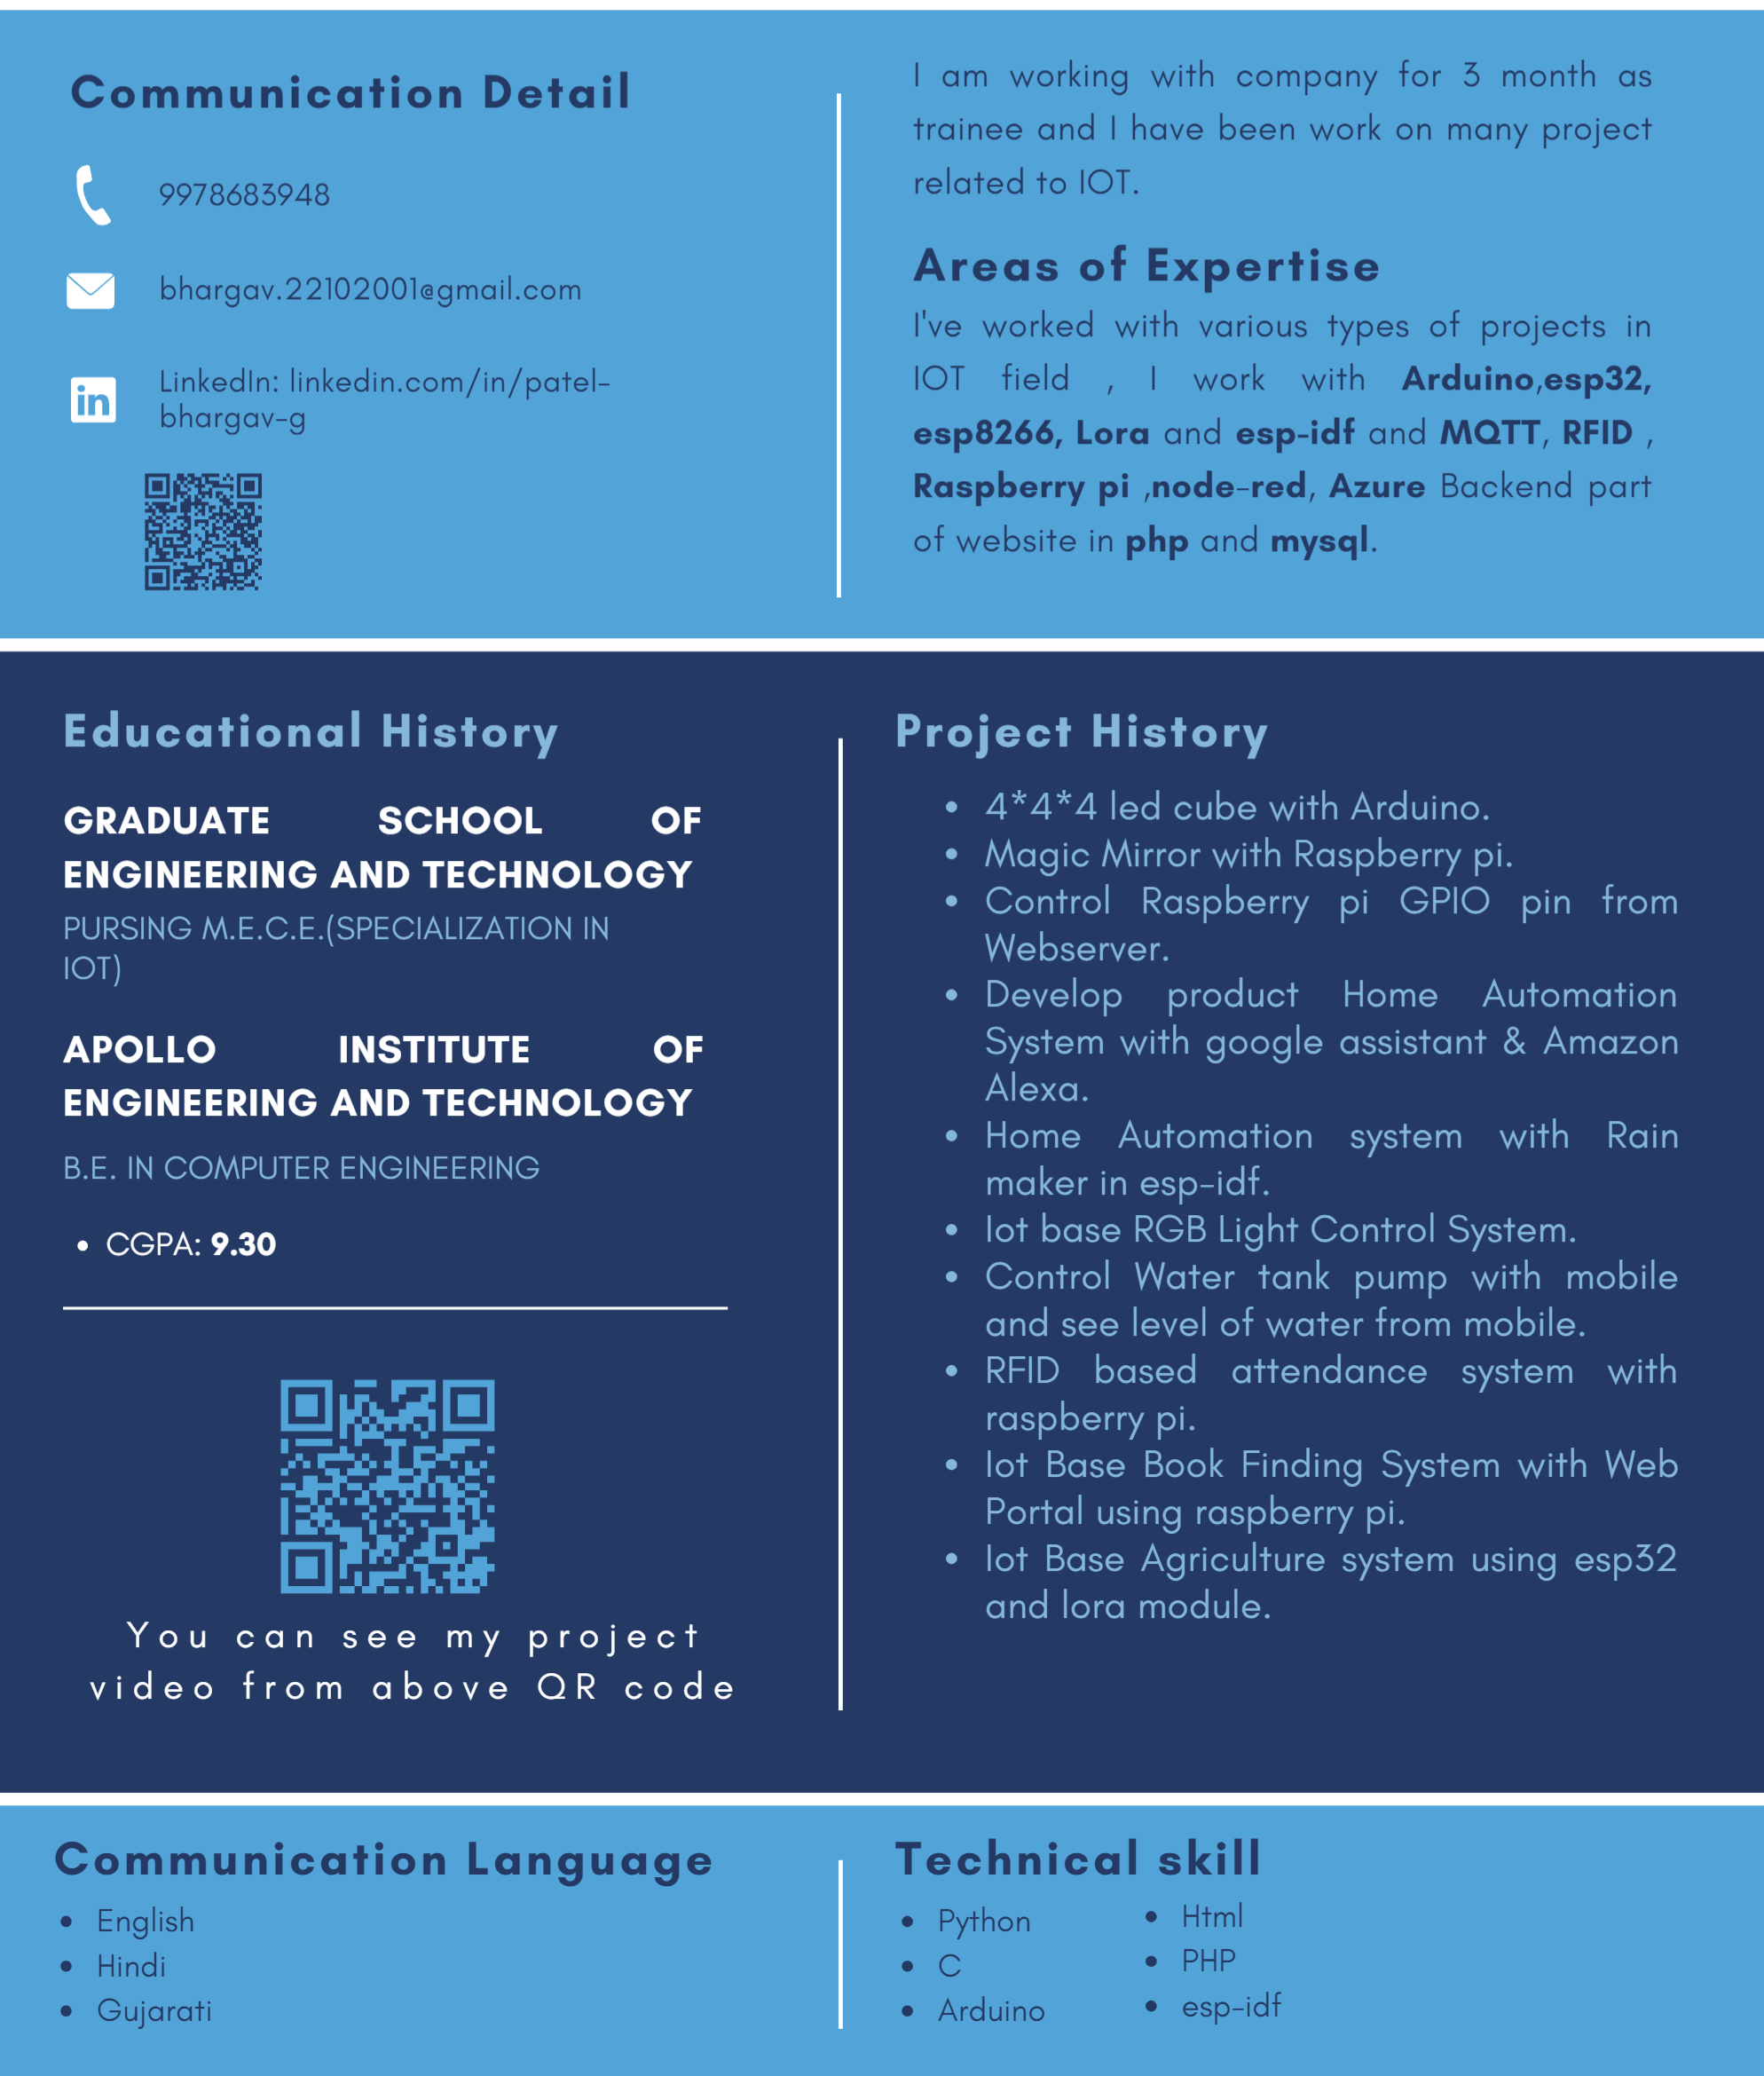 Communication Detail
9978683948
bhargav.22102001@gmail.com
LinkedIn: linkedin.com/in/patel-
bhargav-g
I am working with company for 3 month as
trainee and I have been work on many project
related to IOT.
Areas of Expertise
I've worked with various types of projects in
IOT field , I work with Arduino,esp32,
esp8266, Lora and esp-idf and MQTT, RFID ,
Raspberry pi ,node-red, Azure Backend part
of website in php and mysql.
Educational History
GRADUATE SCHOOL OF
ENGINEERING AND TECHNOLOGY
PURSING M.E.C.E.(SPECIALIZATION IN
IOT)
APOLLO INSTITUTE OF
ENGINEERING AND TECHNOLOGY
B.E. IN COMPUTER ENGINEERING
• CGPA: 9.30
You can see my project
video from above QR code
Project History
• 4*4*4 led cube with Arduino.
• Magic Mirror with Raspberry pi.
• Control Raspberry pi GPIO pin from
Webserver.
• Develop product Home Automation
System with google assistant & Amazon
Alexa.
• Home Automation system with Rain
maker in esp-idf.
• Iot base RGB Light Control System.
• Control Water tank pump with mobile
and see level of water from mobile.
• RFID based attendance system with
raspberry pi.
• Iot Base Book Finding System with Web
Portal using raspberry pi.
• Iot Base Agriculture system using esp32
and lora module.
Communication Language
• English
• Hindi
• Gujarati
Technical skill
• Python
• C
• Arduino
• Html
• PHP
• esp-idf